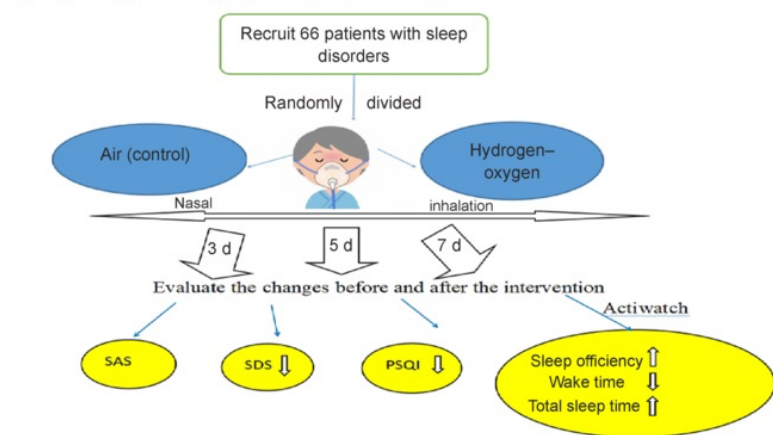 Recruit 66 patients with sleep
disorders
Randomly divided
Air (control)
Hydrogen–
oxygen
Nasal inhalation
3 d
5 d
7 d
Evaluate the changes before and after the intervention
Actiwatch
SAS
SDS ⇩
PSQI ⇩
Sleep officiency ⇧
Wake time ⇩
Total sleep time ⇧